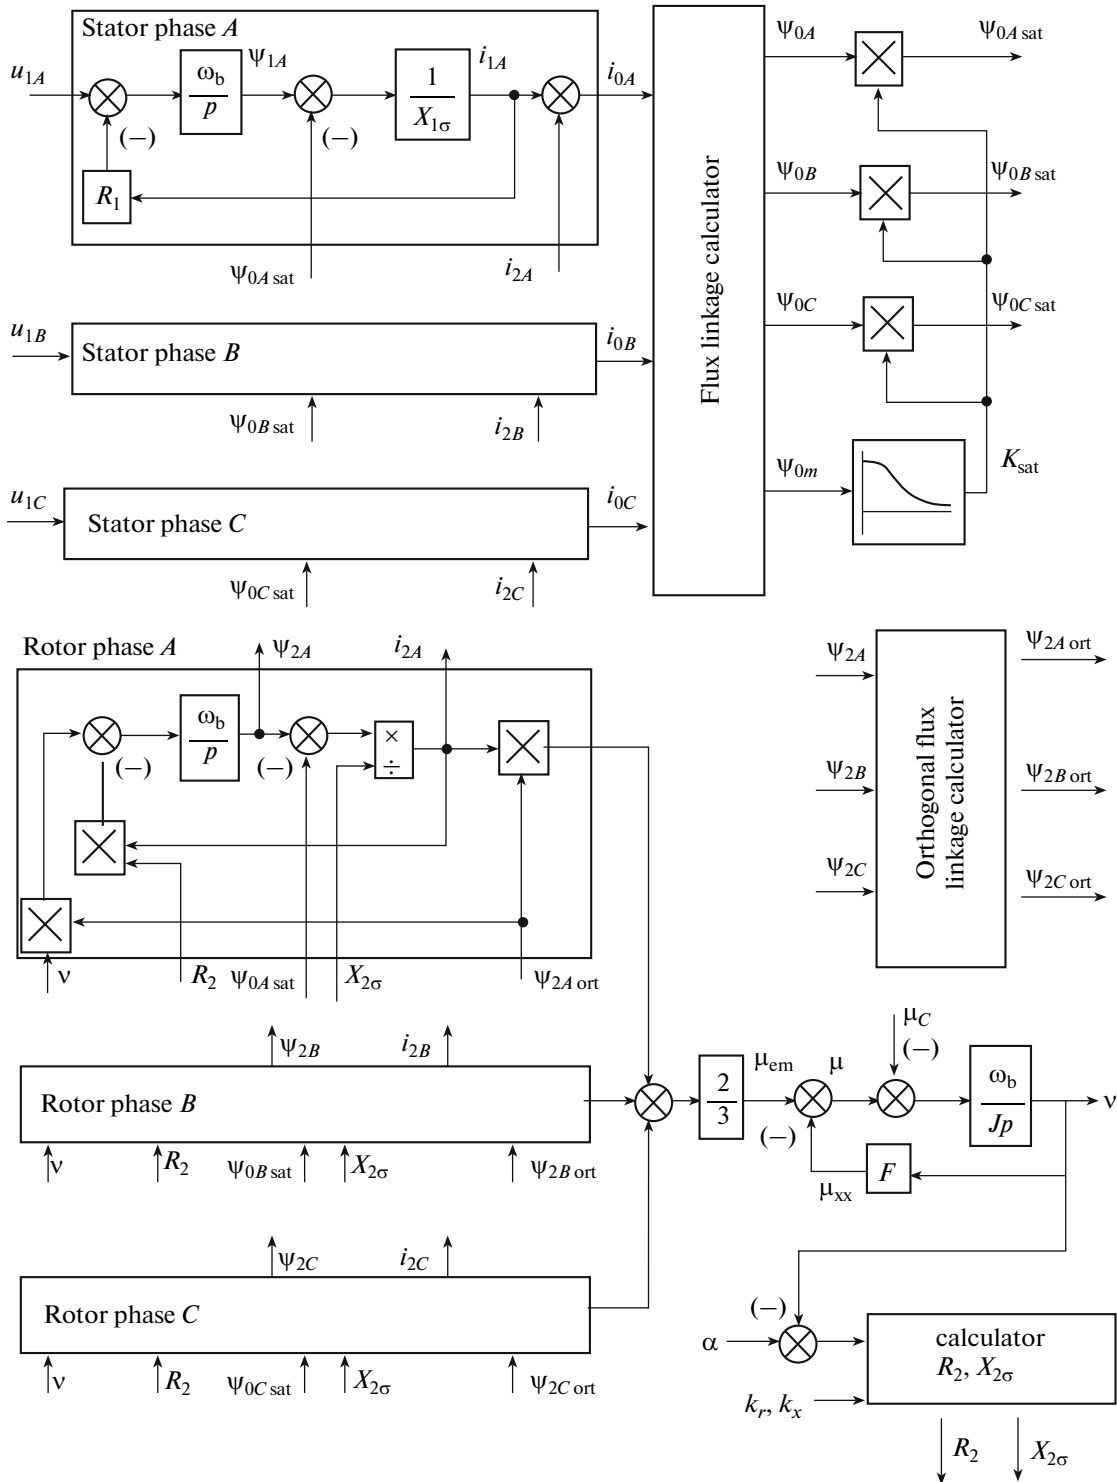 Stator phase A
u1A
ωb
p
ψ1A
1
X1σ
i1A
i0A
(−)
(−)
R1
ψ0A sat
i2A
u1B
Stator phase B
i0B
ψ0B sat
i2B
u1C
Stator phase C
i0C
ψ0C sat
i2C
Flux linkage calculator
ψ0A
ψ0A sat
ψ0B
ψ0B sat
ψ0C
ψ0C sat
ψ0m
Ksat
Rotor phase A
ψ2A
i2A
ωb
p
(−)
(−)
×
÷
ν
R2
ψ0A sat
X2σ
ψ2A ort
ψ2A
ψ2B
ψ2C
Orthogonal flux
linkage calculator
ψ2A ort
ψ2B ort
ψ2C ort
ψ2B
i2B
Rotor phase B
ν
R2
ψ0B sat
X2σ
ψ2B ort
ψ2C
i2C
Rotor phase C
ν
R2
ψ0C sat
X2σ
ψ2C ort
2
3
μem
(−)
μ
μC
(−)
ωb
Jp
ν
F
μxx
(−)
α
kr, kx
calculator
R2, X2σ
R2
X2σ